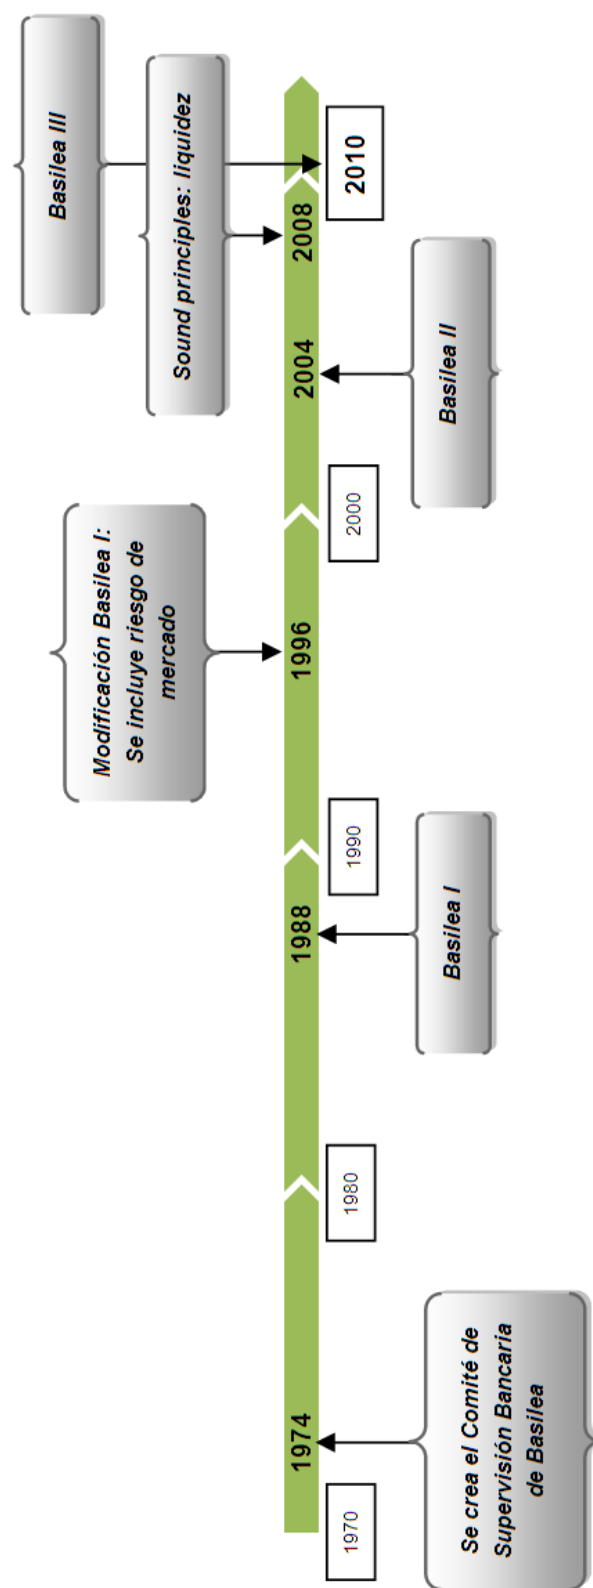 Basilea III
Sound principles: liquidez
Modificación Basilea I:
Se incluye riesgo de
mercado
1974
1988
1996
2004
2008
1970
1980
1990
2000
2010
Se crea el Comité de
Supervisión Bancaria
de Basilea
Basilea I
Basilea II